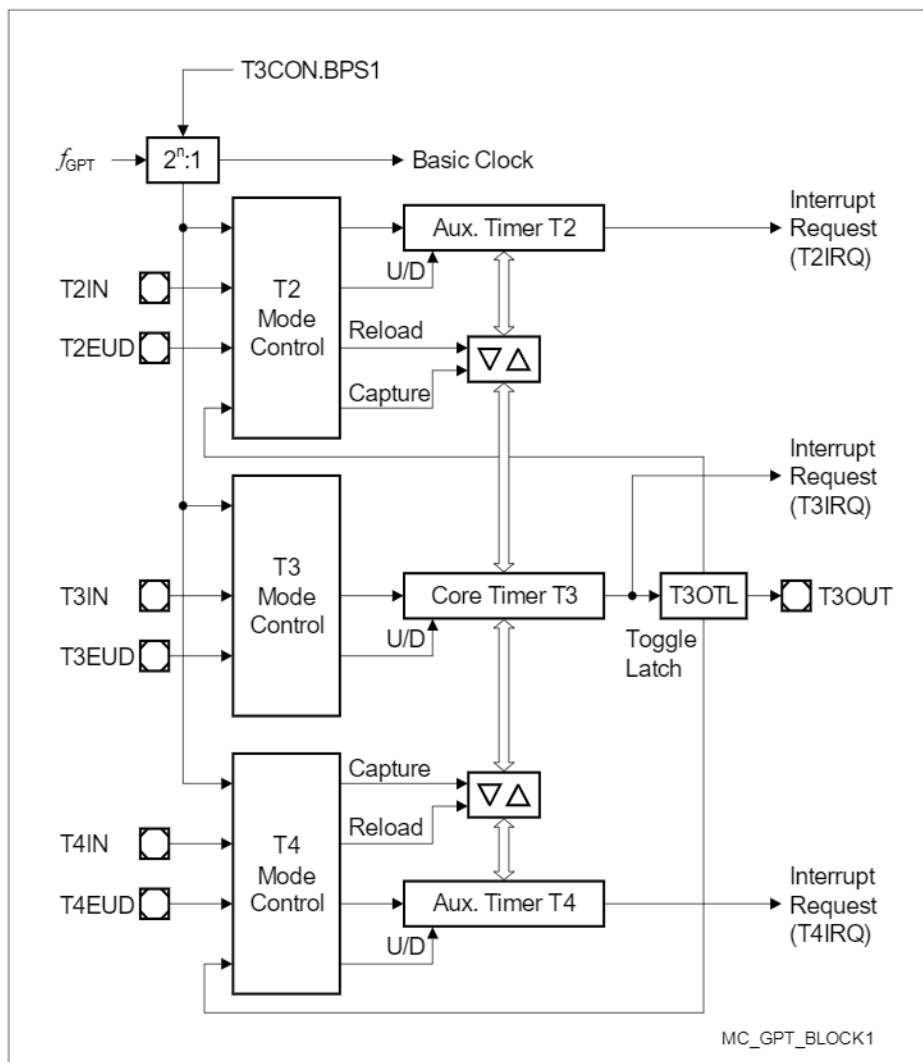 T3CON.BPS1
fGPT
2ⁿ:1
Basic Clock
Interrupt
Request
(T2IRQ)
Aux. Timer T2
U/D
T2IN
T2
Mode
Control
T2EUD
Reload
Capture
Interrupt
Request
(T3IRQ)
T3
Mode
Control
T3IN
Core Timer T3
T3OTL
T3OUT
T3EUD
U/D
Toggle
Latch
Capture
Reload
T4IN
T4
Mode
Control
T4EUD
Aux. Timer T4
U/D
Interrupt
Request
(T4IRQ)
MC_GPT_BLOCK1